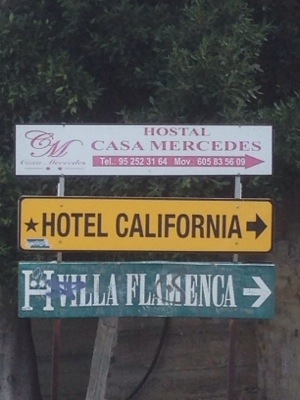 CM
Casa Mercedes
HOSTAL
CASA MERCEDES
Tel.: 95 252 31 64 Mov.: 605 83 56 09
HOTEL CALIFORNIA
H VILLA FLAMENCA